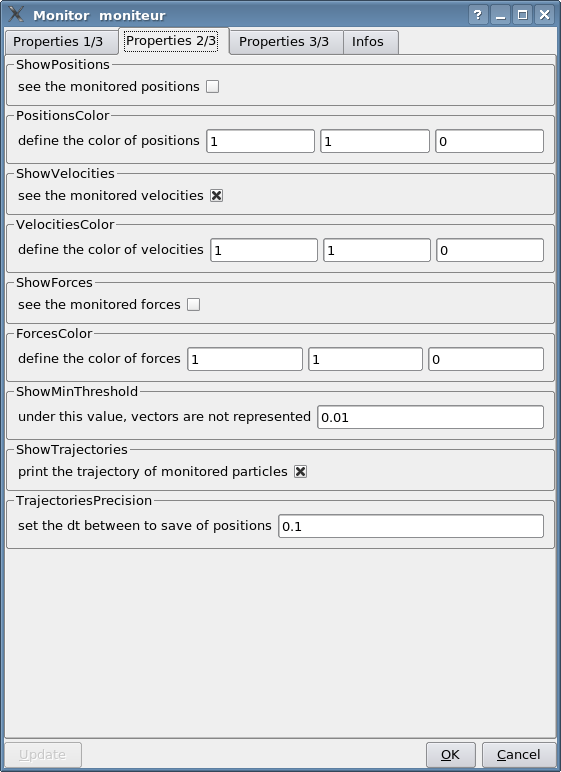 Monitor moniteur
?
Properties 1/3 Properties 2/3 Properties 3/3 Infos
ShowPositions
see the monitored positions
PositionsColor
define the color of positions 1 1 0
ShowVelocities
see the monitored velocities
VelocitiesColor
define the color of velocities 1 1 0
ShowForces
see the monitored forces
ForcesColor
define the color of forces 1 1 0
ShowMinThreshold
under this value, vectors are not represented 0.01
ShowTrajectories
print the trajectory of monitored particles
TrajectoriesPrecision
set the dt between to save of positions 0.1
Update OK Cancel